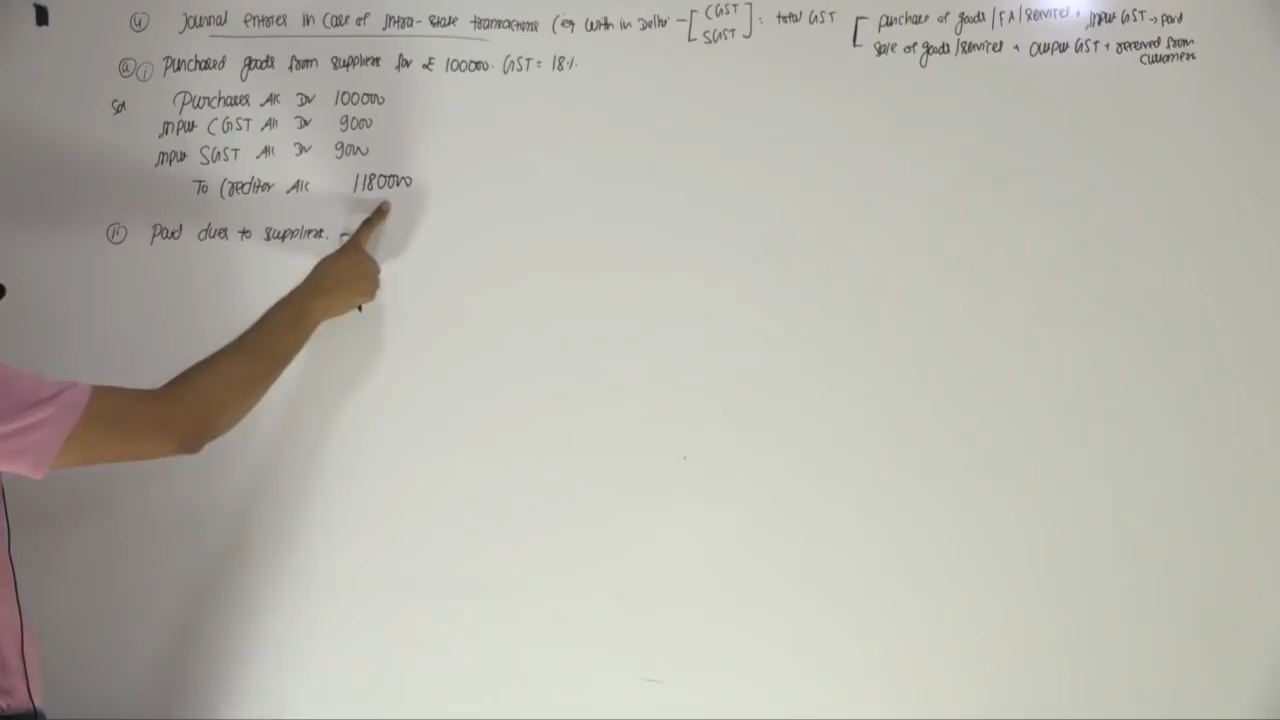 ④ Journal entries in case of Intra-State transactions (eg with in Delhi - [CGST SGST] = total GST
[ purchase of goods / FA / services, Input GST → paid
Sale of goods / services → Output GST → received from customers
ⓐ ⓘ Purchased goods from suppliers for ₹ 100000. GST = 18%.
Sol Purchases A/c Dr 100000
Input CGST A/c Dr 9000
Input SGST A/c Dr 9000
To Creditor A/c 118000
ⓘⓘ Paid dues to suppliers. -